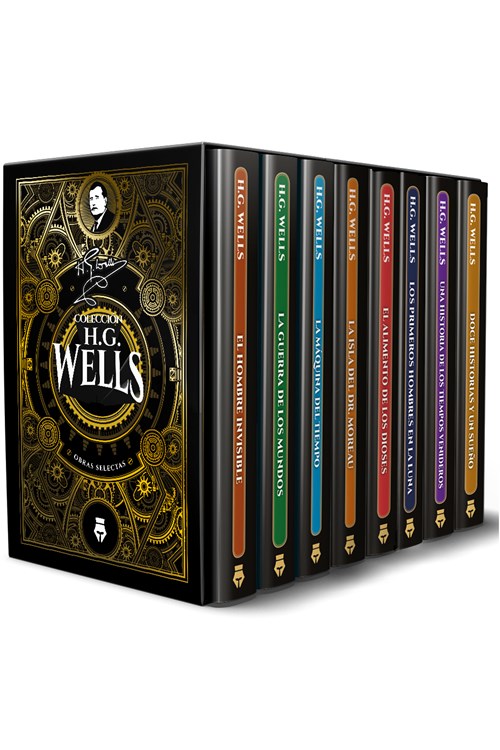 H.G. Wells
COLECCIÓN
H.G.
WELLS
OBRAS SELECTAS
H.G. WELLS EL HOMBRE INVISIBLE
H.G. WELLS LA GUERRA DE LOS MUNDOS
H.G. WELLS LA MÁQUINA DEL TIEMPO
H.G. WELLS LA ISLA DEL DR. MOREAU
H.G. WELLS EL ALIMENTO DE LOS DIOSES
H.G. WELLS LOS PRIMEROS HOMBRES EN LA LUNA
H.G. WELLS UNA HISTORIA DE LOS TIEMPOS VENIDEROS
H.G. WELLS DOCE HISTORIAS Y UN SUEÑO